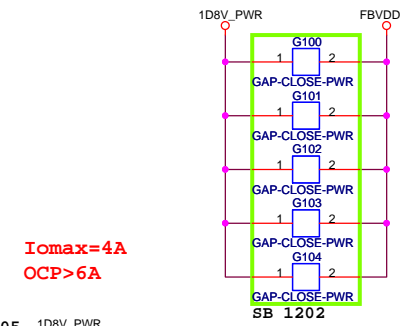 1D8V_PWR FBVDD
G100
1 2
GAP-CLOSE-PWR
G101
1 2
GAP-CLOSE-PWR
G102
1 2
GAP-CLOSE-PWR
G103
1 2
GAP-CLOSE-PWR
G104
1 2
GAP-CLOSE-PWR
SB 1202
Iomax=4A
OCP>6A
05 1D8V_PWR